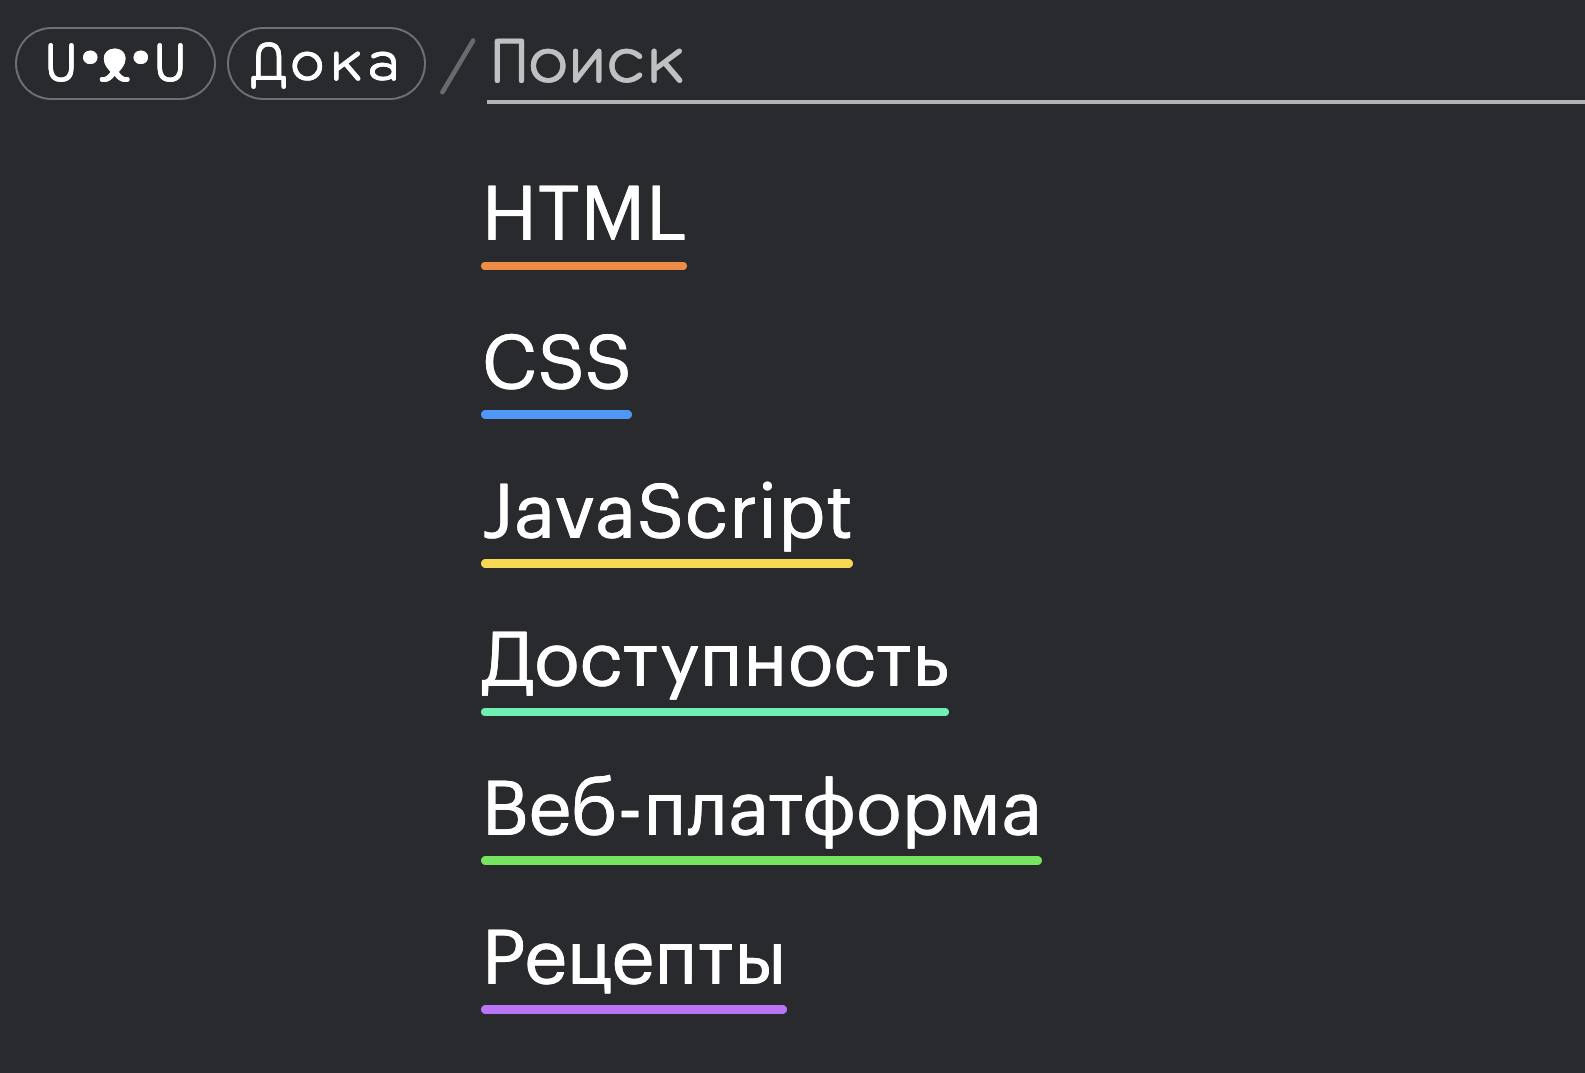 Дока / Поиск
HTML
CSS
JavaScript
Доступность
Веб-платформа
Рецепты